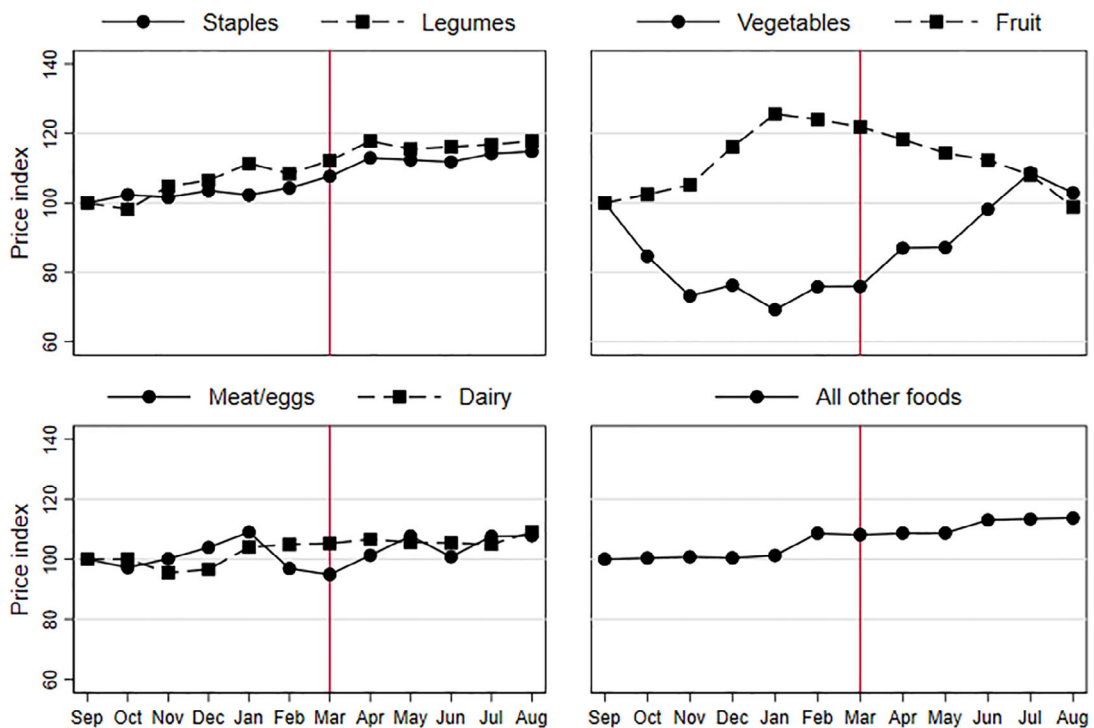 Staples Legumes
Vegetables Fruit
Price index
140
120
100
80
60
Meat/eggs Dairy
All other foods
Price index
140
120
100
80
60
Sep Oct Nov Dec Jan Feb Mar Apr May Jun Jul Aug
Sep Oct Nov Dec Jan Feb Mar Apr May Jun Jul Aug